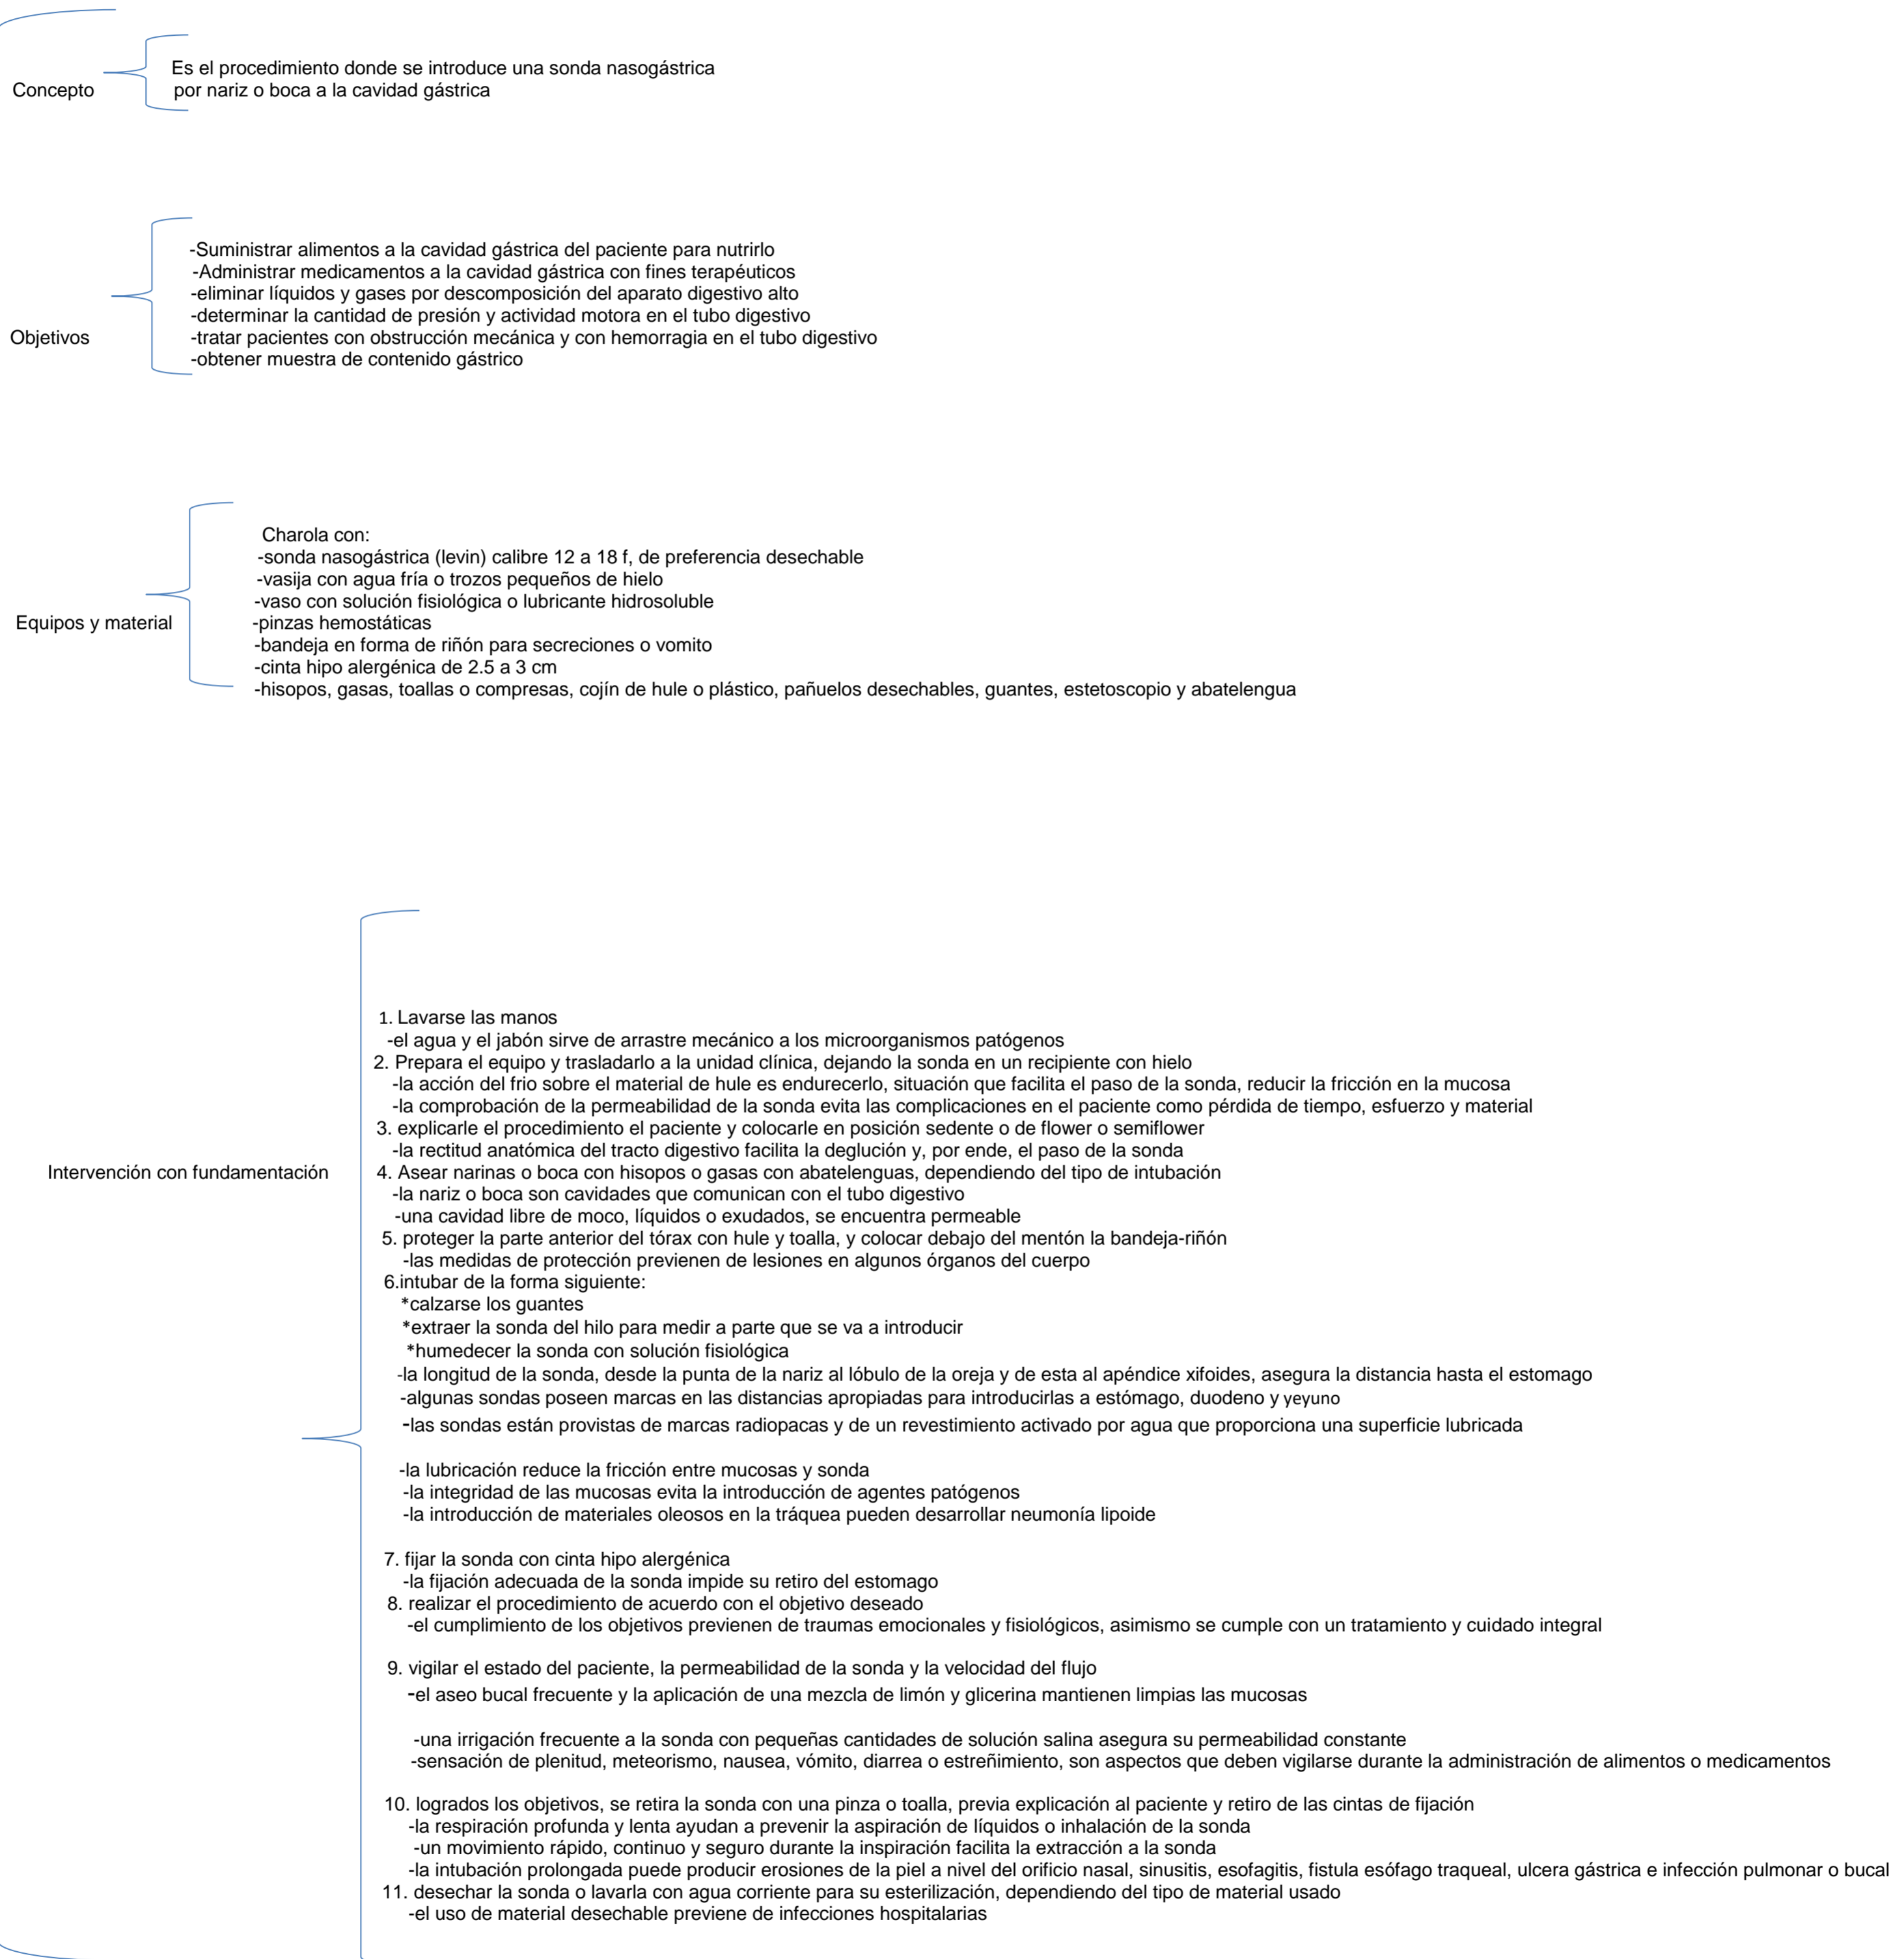 Concepto
Es el procedimiento donde se introduce una sonda nasogástrica
por nariz o boca a la cavidad gástrica
Objetivos
-Suministrar alimentos a la cavidad gástrica del paciente para nutrirlo
-Administrar medicamentos a la cavidad gástrica con fines terapéuticos
-eliminar líquidos y gases por descomposición del aparato digestivo alto
-determinar la cantidad de presión y actividad motora en el tubo digestivo
-tratar pacientes con obstrucción mecánica y con hemorragia en el tubo digestivo
-obtener muestra de contenido gástrico
Equipos y material
Charola con:
-sonda nasogástrica (levin) calibre 12 a 18 f, de preferencia desechable
-vasija con agua fría o trozos pequeños de hielo
-vaso con solución fisiológica o lubricante hidrosoluble
-pinzas hemostáticas
-bandeja en forma de riñón para secreciones o vomito
-cinta hipo alergénica de 2.5 a 3 cm
-hisopos, gasas, toallas o compresas, cojín de hule o plástico, pañuelos desechables, guantes, estetoscopio y abatelengua
Intervención con fundamentación
1. Lavarse las manos
-el agua y el jabón sirve de arrastre mecánico a los microorganismos patógenos
2. Prepara el equipo y trasladarlo a la unidad clínica, dejando la sonda en un recipiente con hielo
-la acción del frio sobre el material de hule es endurecerlo, situación que facilita el paso de la sonda, reducir la fricción en la mucosa
-la comprobación de la permeabilidad de la sonda evita las complicaciones en el paciente como pérdida de tiempo, esfuerzo y material
3. explicarle el procedimiento el paciente y colocarle en posición sedente o de flower o semiflower
-la rectitud anatómica del tracto digestivo facilita la deglución y, por ende, el paso de la sonda
4. Asear narinas o boca con hisopos o gasas con abatelenguas, dependiendo del tipo de intubación
-la nariz o boca son cavidades que comunican con el tubo digestivo
-una cavidad libre de moco, líquidos o exudados, se encuentra permeable
5. proteger la parte anterior del tórax con hule y toalla, y colocar debajo del mentón la bandeja-riñón
-las medidas de protección previenen de lesiones en algunos órganos del cuerpo
6.intubar de la forma siguiente:
*calzarse los guantes
*extraer la sonda del hilo para medir a parte que se va a introducir
*humedecer la sonda con solución fisiológica
-la longitud de la sonda, desde la punta de la nariz al lóbulo de la oreja y de esta al apéndice xifoides, asegura la distancia hasta el estomago
-algunas sondas poseen marcas en las distancias apropiadas para introducirlas a estómago, duodeno y yeyuno
-las sondas están provistas de marcas radiopacas y de un revestimiento activado por agua que proporciona una superficie lubricada
-la lubricación reduce la fricción entre mucosas y sonda
-la integridad de las mucosas evita la introducción de agentes patógenos
-la introducción de materiales oleosos en la tráquea pueden desarrollar neumonía lipoide
7. fijar la sonda con cinta hipo alergénica
-la fijación adecuada de la sonda impide su retiro del estomago
8. realizar el procedimiento de acuerdo con el objetivo deseado
-el cumplimiento de los objetivos previenen de traumas emocionales y fisiológicos, asimismo se cumple con un tratamiento y cuidado integral
9. vigilar el estado del paciente, la permeabilidad de la sonda y la velocidad del flujo
-el aseo bucal frecuente y la aplicación de una mezcla de limón y glicerina mantienen limpias las mucosas
-una irrigación frecuente a la sonda con pequeñas cantidades de solución salina asegura su permeabilidad constante
-sensación de plenitud, meteorismo, nausea, vómito, diarrea o estreñimiento, son aspectos que deben vigilarse durante la administración de alimentos o medicamentos
10. logrados los objetivos, se retira la sonda con una pinza o toalla, previa explicación al paciente y retiro de las cintas de fijación
-la respiración profunda y lenta ayudan a prevenir la aspiración de líquidos o inhalación de la sonda
-un movimiento rápido, continuo y seguro durante la inspiración facilita la extracción a la sonda
-la intubación prolongada puede producir erosiones de la piel a nivel del orificio nasal, sinusitis, esofagitis, fistula esófago traqueal, ulcera gástrica e infección pulmonar o bucal
11. desechar la sonda o lavarla con agua corriente para su esterilización, dependiendo del tipo de material usado
-el uso de material desechable previene de infecciones hospitalarias